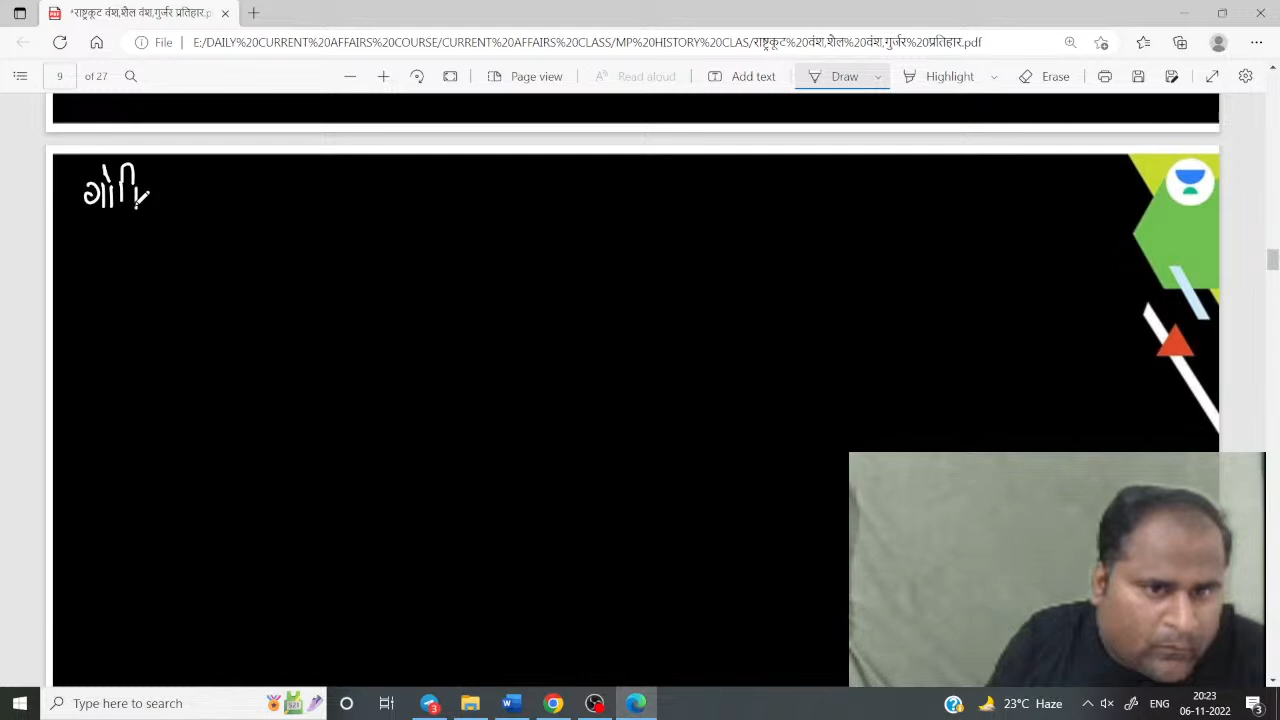 *राष्ट्रकूट वंश,शैल वंश,गुर्जर प्रतिहार.p
File E:/DAILY%20CURRENT%20AFFAIRS%20COURSE/CURRENT%20AFFAIRS%20CLASS/MP%20HISTORY%20CLAS/राष्ट्रकूट%20वंश,शैल%20वंश,गुर्जर%20प्रतिहार.pdf
9 of 27 Page view Read aloud Add text Draw Highlight Erase
Type here to search 3 23°C Haze ENG 20:23 06-11-2022 3